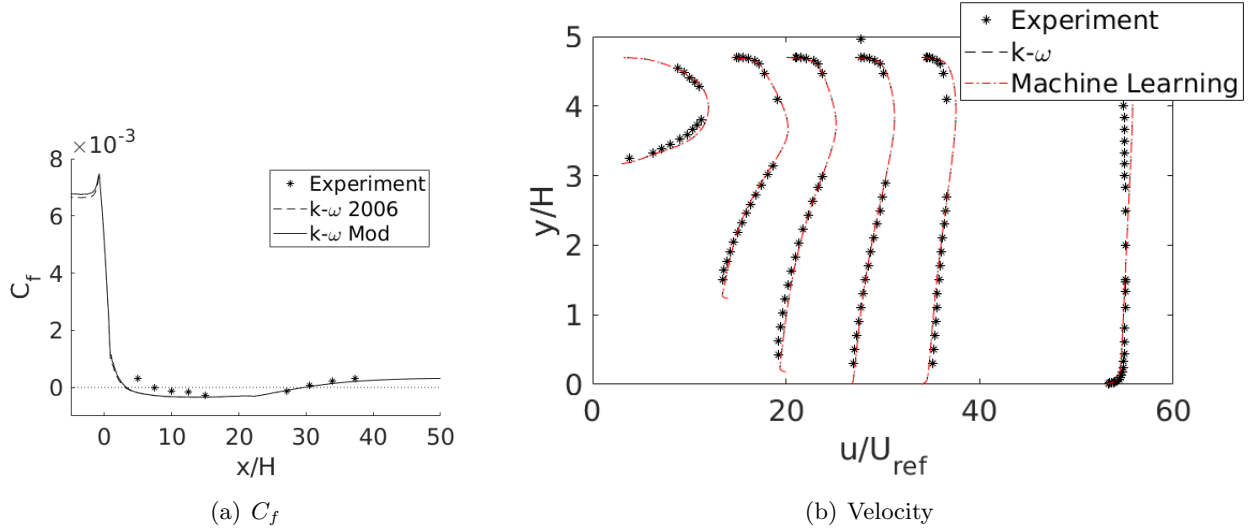 ×10⁻³
8
6
4
2
0
C_f
0
10
20
30
40
50
x/H
Experiment
k-ω 2006
k-ω Mod
(a) C_f
5
4
3
2
1
0
y/H
0
20
40
60
u/U_ref
Experiment
k-ω
Machine Learning
(b) Velocity